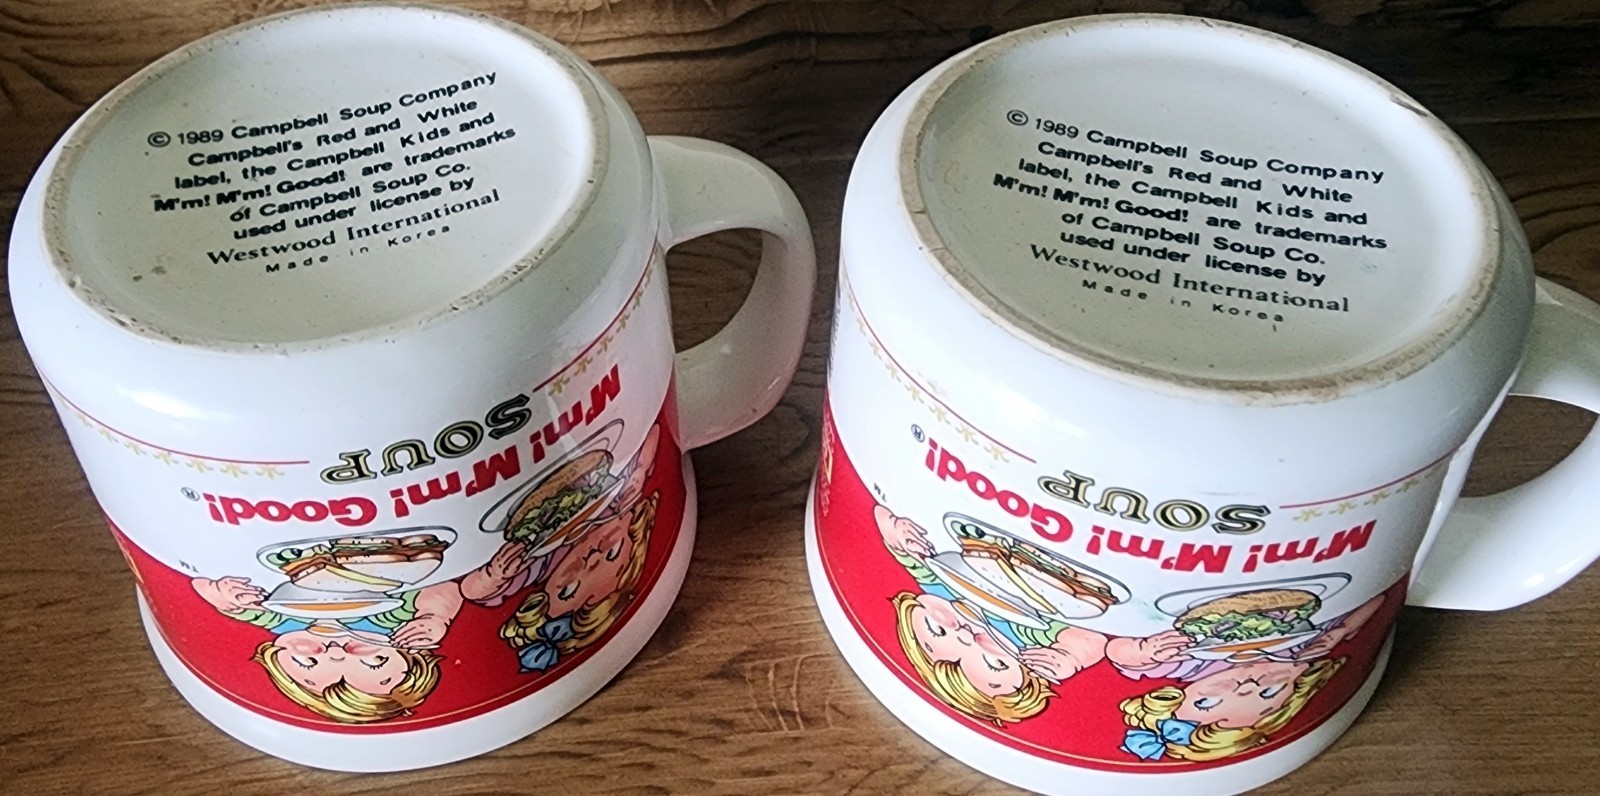 © 1989 Campbell Soup Company
Campbell's Red and White
label, the Campbell Kids and
M'm! M'm! Good! are trademarks
of Campbell Soup Co.
used under license by
Westwood International
Made in Korea
SOUP
M'm! M'm! Good!®
™
© 1989 Campbell Soup Company
Campbell's Red and White
label, the Campbell Kids and
M'm! M'm! Good! are trademarks
of Campbell Soup Co.
used under license by
Westwood International
Made in Korea
SOUP
M'm! M'm! Good!®
™